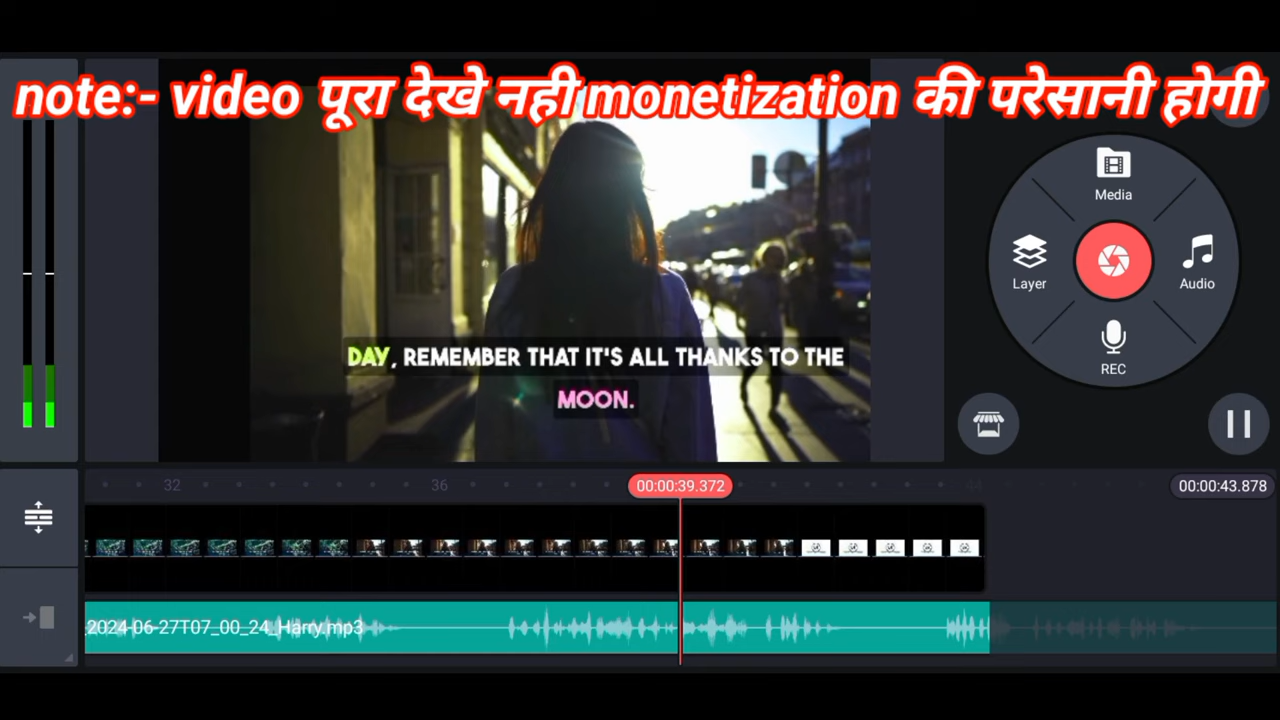 note:- video पूरा देखे नही monetization की परेसानी होगी
Media
Layer
Audio
REC
DAY, REMEMBER THAT IT'S ALL THANKS TO THE
MOON.
32
36
00:00:39.372
44
00:00:43.878
2024-06-27T07_00_24_Harry.mp3